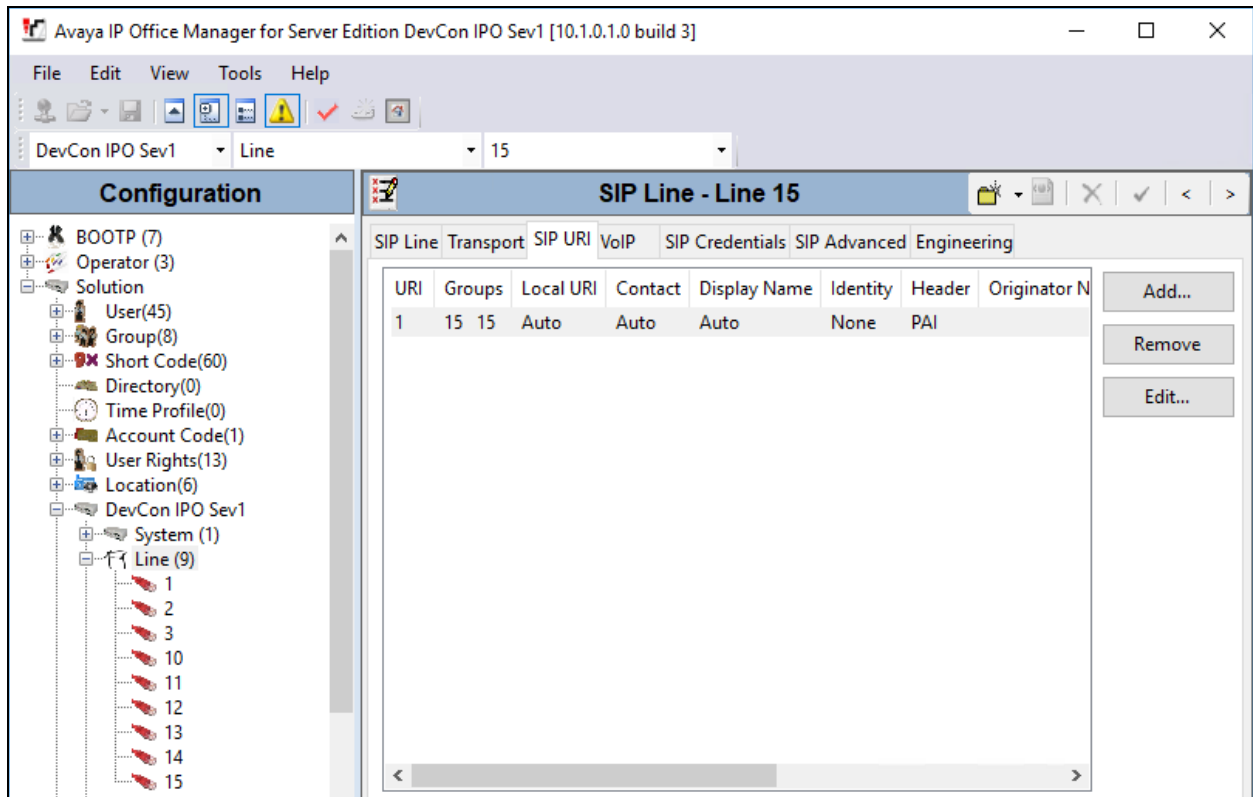 Avaya IP Office Manager for Server Edition DevCon IPO Sev1 [10.1.0.1.0 build 3]
File Edit View Tools Help
DevCon IPO Sev1 Line 15
Configuration
BOOTP (7)
Operator (3)
Solution
User(45)
Group(8)
Short Code(60)
Directory(0)
Time Profile(0)
Account Code(1)
User Rights(13)
Location(6)
DevCon IPO Sev1
System (1)
Line (9)
1
2
3
10
11
12
13
14
15
SIP Line - Line 15
SIP Line Transport SIP URI VoIP SIP Credentials SIP Advanced Engineering
URI Groups Local URI Contact Display Name Identity Header Originator N
1 15 15 Auto Auto Auto None PAI
Add...
Remove
Edit...